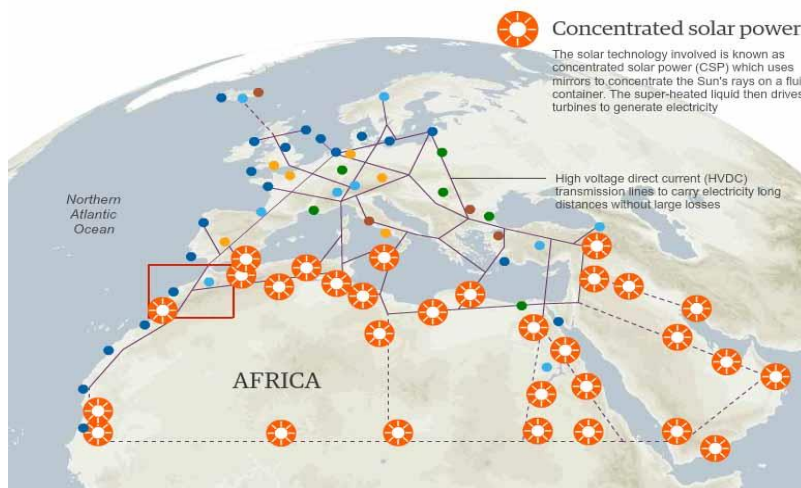 Concentrated solar power
The solar technology involved is known as
concentrated solar power (CSP) which uses
mirrors to concentrate the Sun's rays on a
container. The super-heated liquid then drives
turbines to generate electricity
High voltage direct current (HVDC)
transmission lines to carry electricity long
distances without large losses
Northern
Atlantic
Ocean
AFRICA